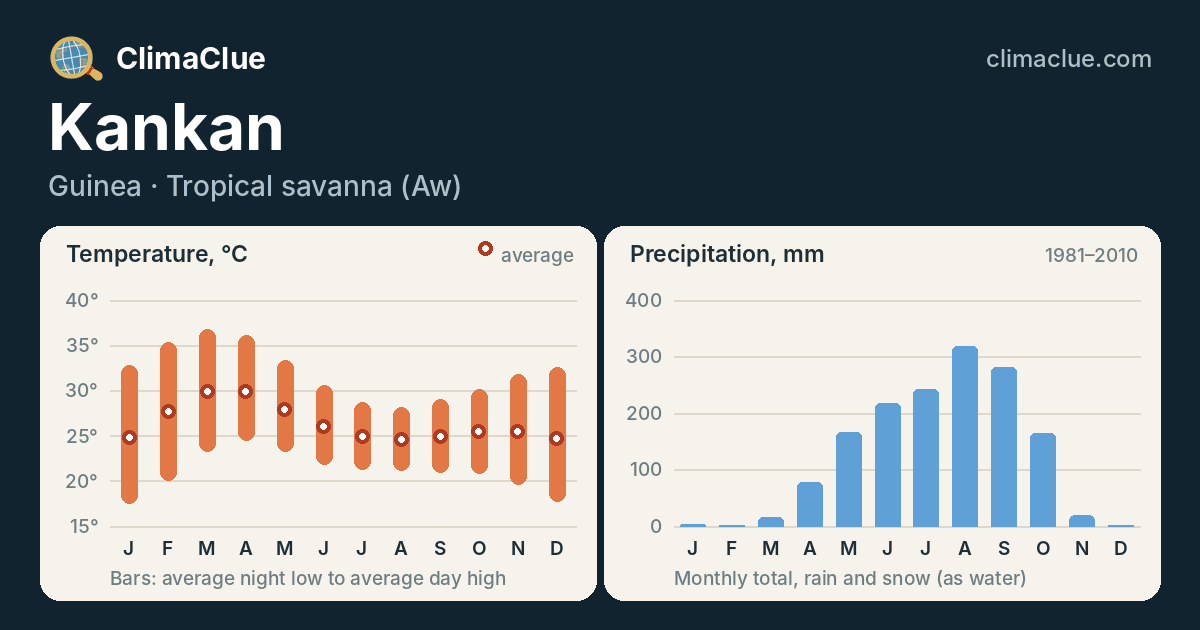 ClimaClue
climaclue.com
Kankan
Guinea · Tropical savanna (Aw)
Temperature, °C
average
40°
35°
30°
25°
20°
15°
J F M A M J J A S O N D
Bars: average night low to average day high
Precipitation, mm
1981–2010
400
300
200
100
0
J F M A M J J A S O N D
Monthly total, rain and snow (as water)